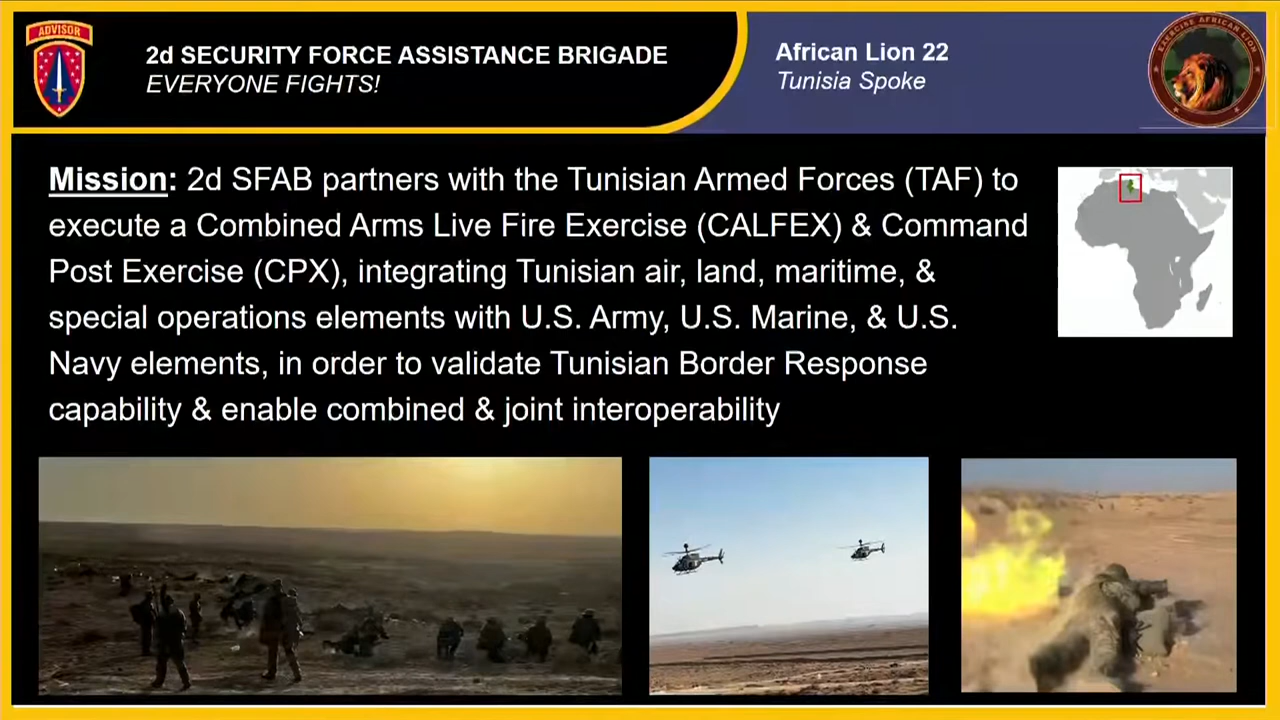 ADVISOR
2d SECURITY FORCE ASSISTANCE BRIGADE
EVERYONE FIGHTS!
African Lion 22
Tunisia Spoke
EXERCISE AFRICAN LION
Mission: 2d SFAB partners with the Tunisian Armed Forces (TAF) to
execute a Combined Arms Live Fire Exercise (CALFEX) & Command
Post Exercise (CPX), integrating Tunisian air, land, maritime, &
special operations elements with U.S. Army, U.S. Marine, & U.S.
Navy elements, in order to validate Tunisian Border Response
capability & enable combined & joint interoperability